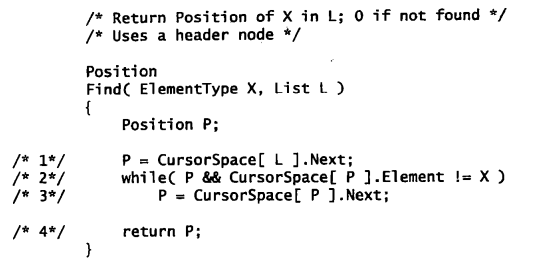 /* Return Position of X in L; 0 if not found */
/* Uses a header node */
Position
Find( ElementType X, List L )
{
Position P;
/* 1*/ P = CursorSpace[ L ].Next;
/* 2*/ while( P && CursorSpace[ P ].Element != X )
/* 3*/ P = CursorSpace[ P ].Next;
/* 4*/ return P;
}